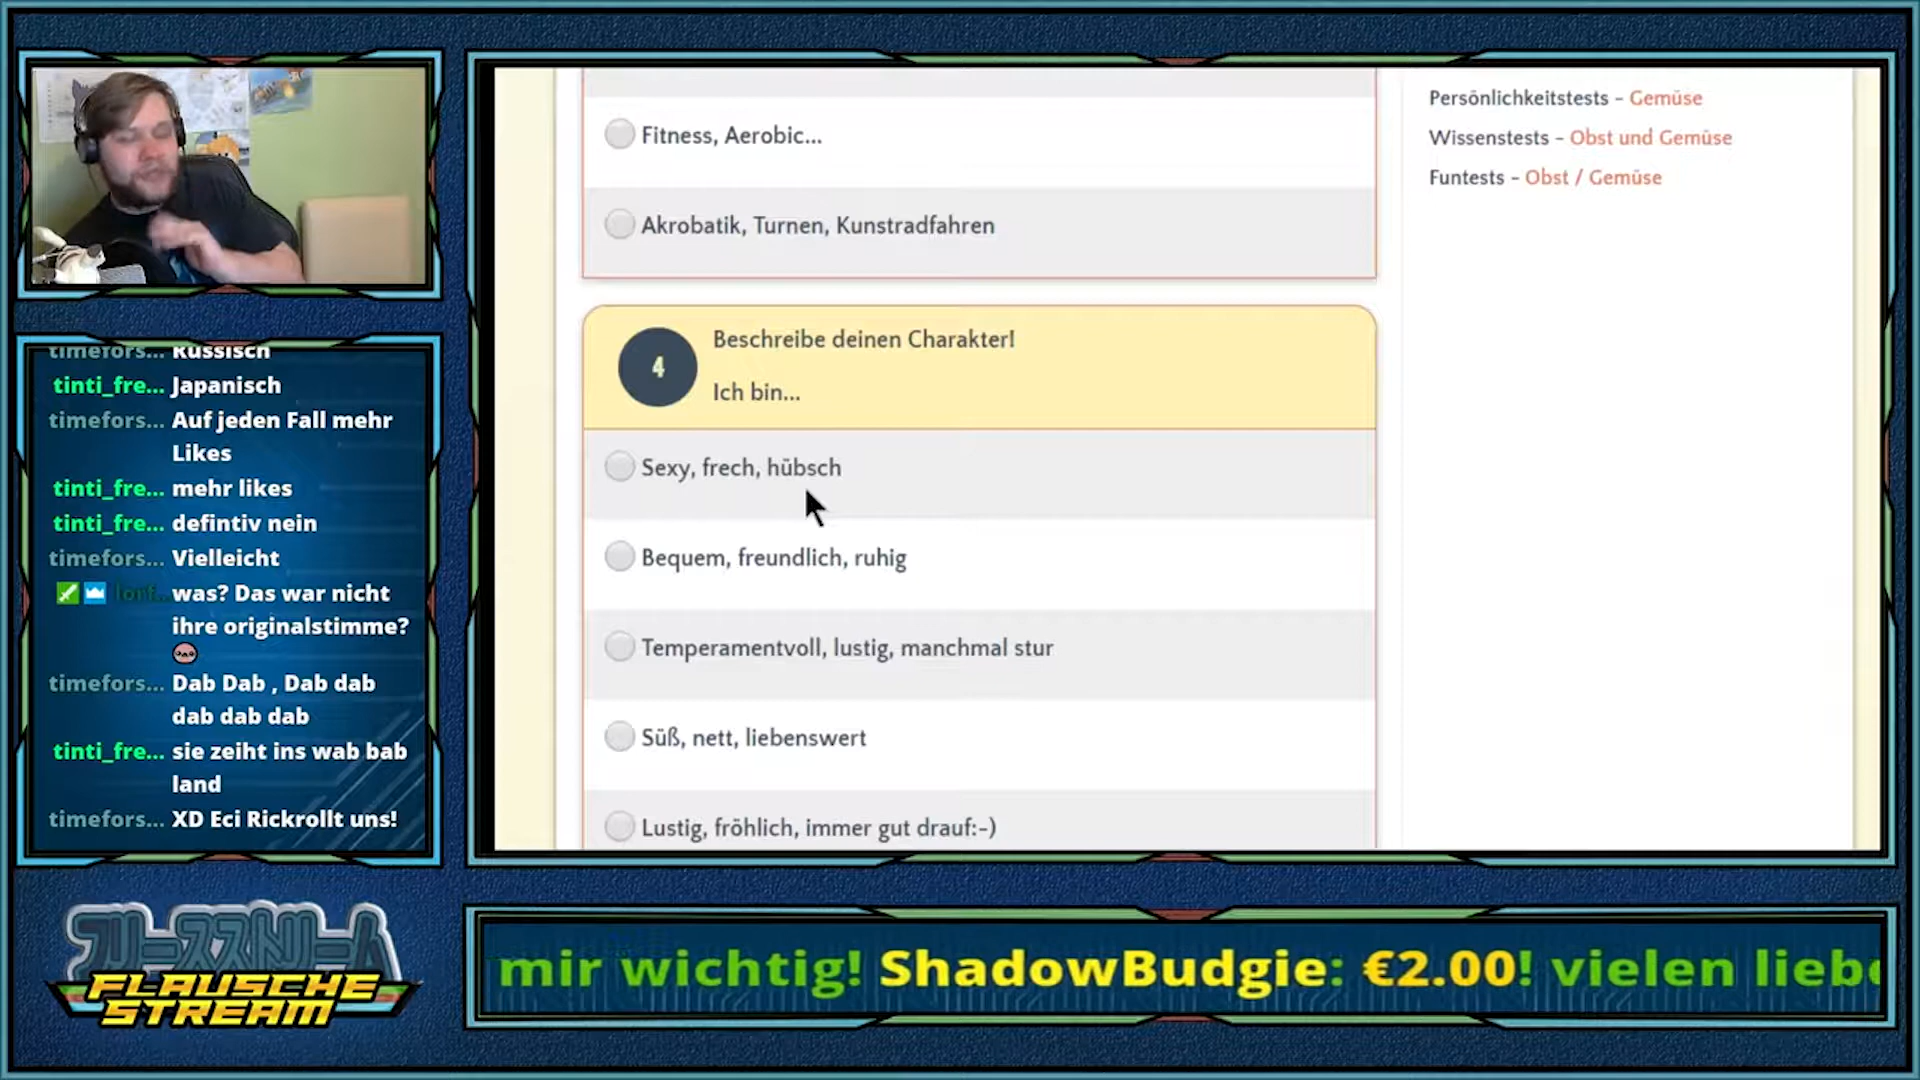 Fitness, Aerobic...
Akrobatik, Turnen, Kunstradfahren
4
Beschreibe deinen Charakter!
Ich bin...
Sexy, frech, hübsch
Bequem, freundlich, ruhig
Temperamentvoll, lustig, manchmal stur
Süß, nett, liebenswert
Lustig, fröhlich, immer gut drauf:-)
Persönlichkeitstests - Gemüse
Wissenstests - Obst und Gemüse
Funtests - Obst / Gemüse
timefors... Russisch
tinti_fre... Japanisch
timefors... Auf jeden Fall mehr
Likes
tinti_fre... mehr likes
tinti_fre... defintiv nein
timefors... Vielleicht
lorf... was? Das war nicht
ihre originalstimme?
timefors... Dab Dab , Dab dab
dab dab dab
tinti_fre... sie zeiht ins wab bab
land
timefors... XD Eci Rickrollt uns!
FLAUSCHE
STREAM
mir wichtig! ShadowBudgie: €2.00! vielen liebe